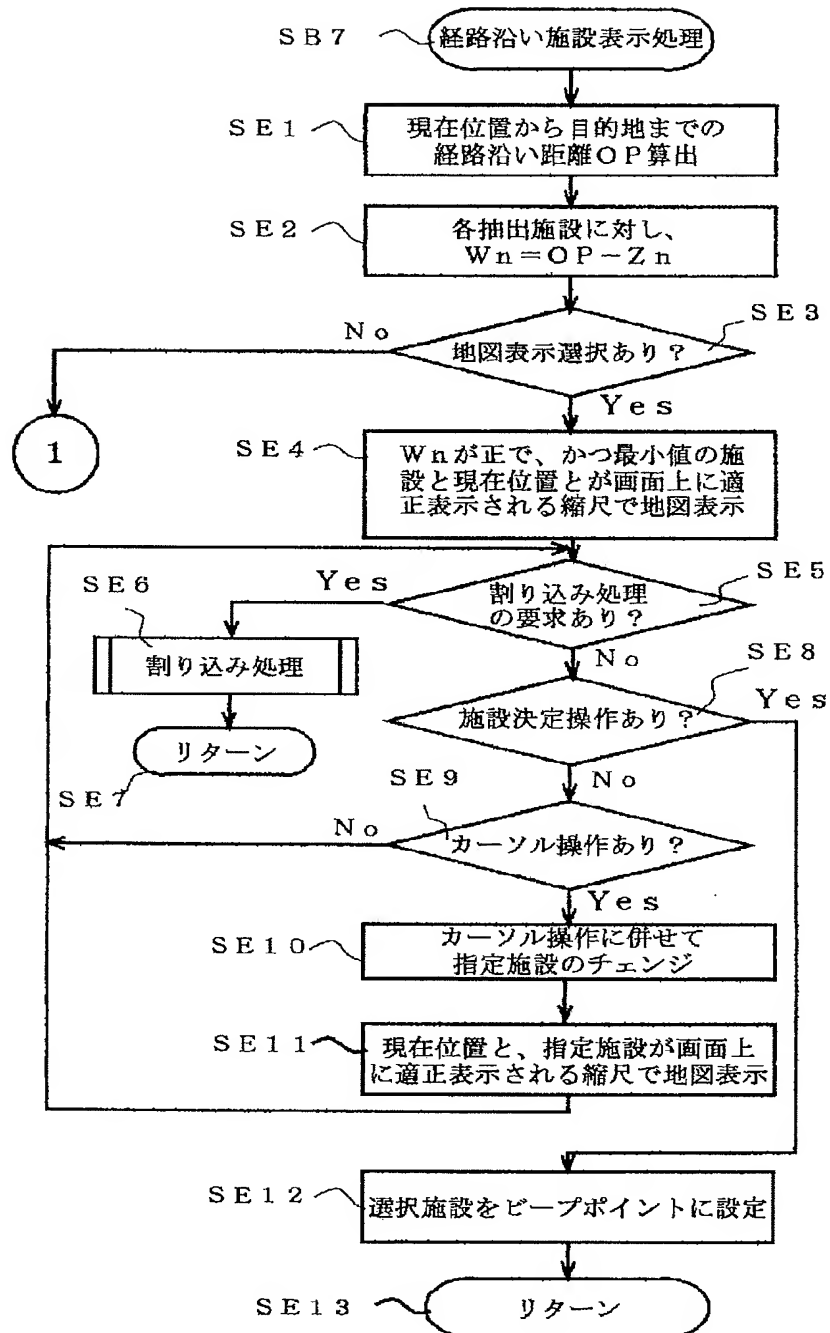 SB7
経路沿い施設表示処理
SE1
現在位置から目的地までの
経路沿い距離OP算出
SE2
各抽出施設に対し、
Wn=OP-Zn
SE3
地図表示選択あり?
No
Yes
1
SE4
Wnが正で、かつ最小値の施
設と現在位置とが画面上に適
正表示される縮尺で地図表示
SE5
割り込み処理
の要求あり?
Yes
No
SE6
割り込み処理
リターン
SE7
SE8
施設決定操作あり?
Yes
No
SE9
カーソル操作あり?
No
Yes
SE10
カーソル操作に併せて
指定施設のチェンジ
SE11
現在位置と、指定施設が画面上
に適正表示される縮尺で地図表示
SE12
選択施設をビープポイントに設定
SE13
リターン